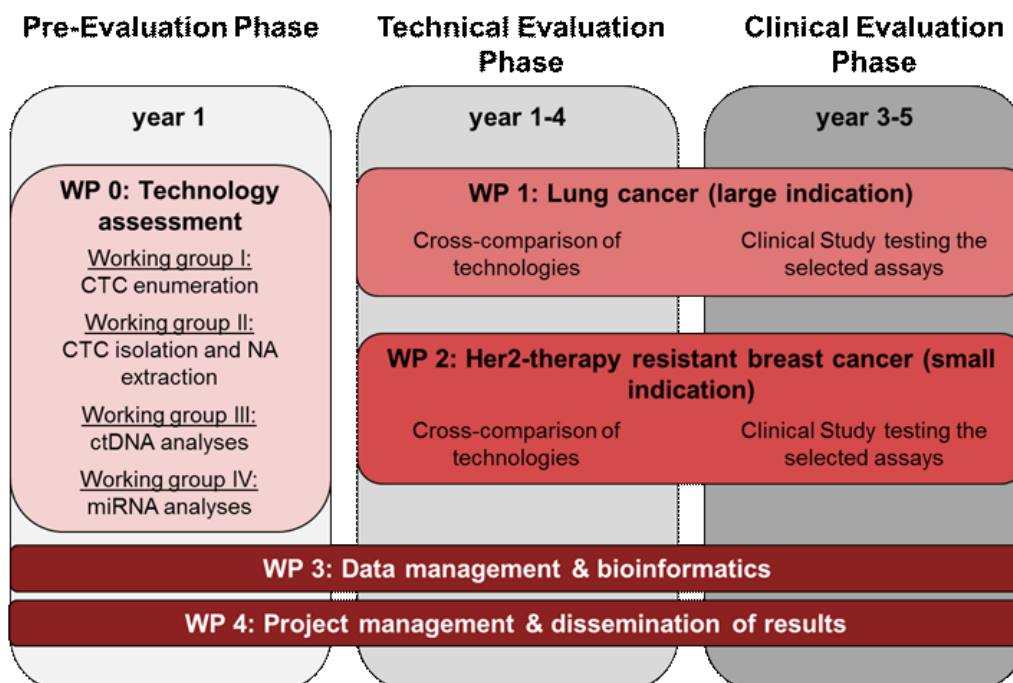 Pre-Evaluation Phase
Technical Evaluation
Phase
Clinical Evaluation
Phase
year 1
year 1-4
year 3-5
WP 0: Technology
assessment
Working group I:
CTC enumeration
Working group II:
CTC isolation and NA
extraction
Working group III:
ctDNA analyses
Working group IV:
miRNA analyses
WP 1: Lung cancer (large indication)
Cross-comparison of
technologies
Clinical Study testing the
selected assays
WP 2: Her2-therapy resistant breast cancer (small
indication)
Cross-comparison of
technologies
Clinical Study testing the
selected assays
WP 3: Data management & bioinformatics
WP 4: Project management & dissemination of results